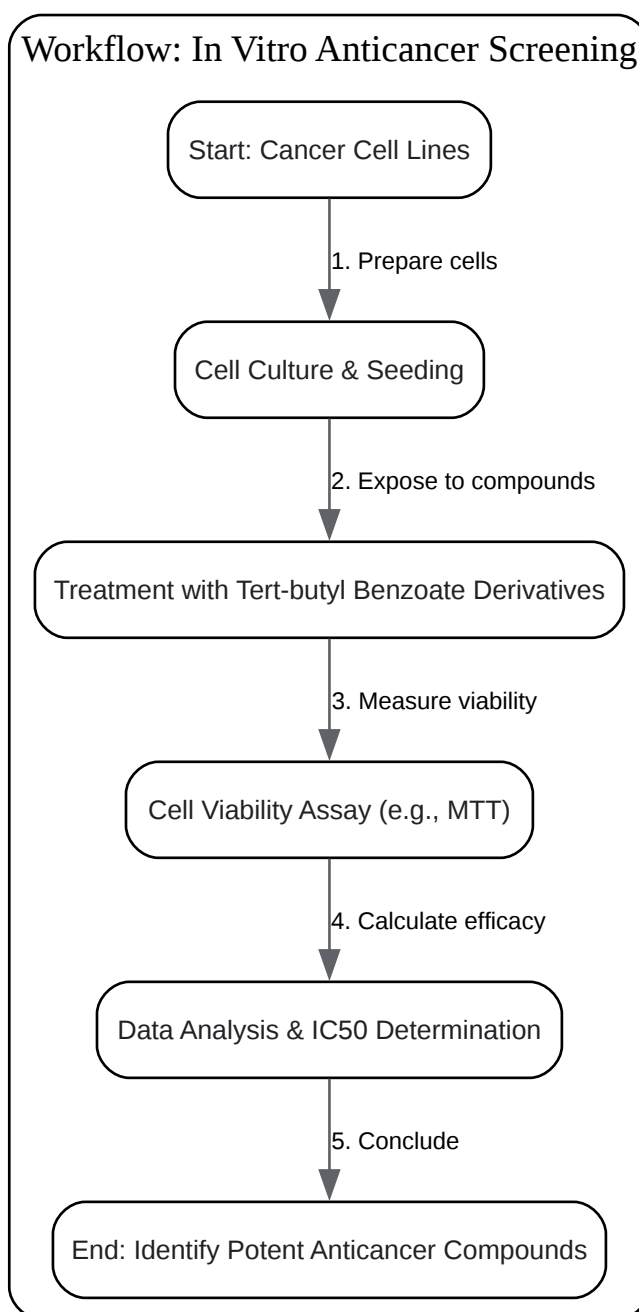 Workflow: In Vitro Anticancer Screening
Start: Cancer Cell Lines
1. Prepare cells
Cell Culture & Seeding
2. Expose to compounds
Treatment with Tert-butyl Benzoate Derivatives
3. Measure viability
Cell Viability Assay (e.g., MTT)
4. Calculate efficacy
Data Analysis & IC50 Determination
5. Conclude
End: Identify Potent Anticancer Compounds